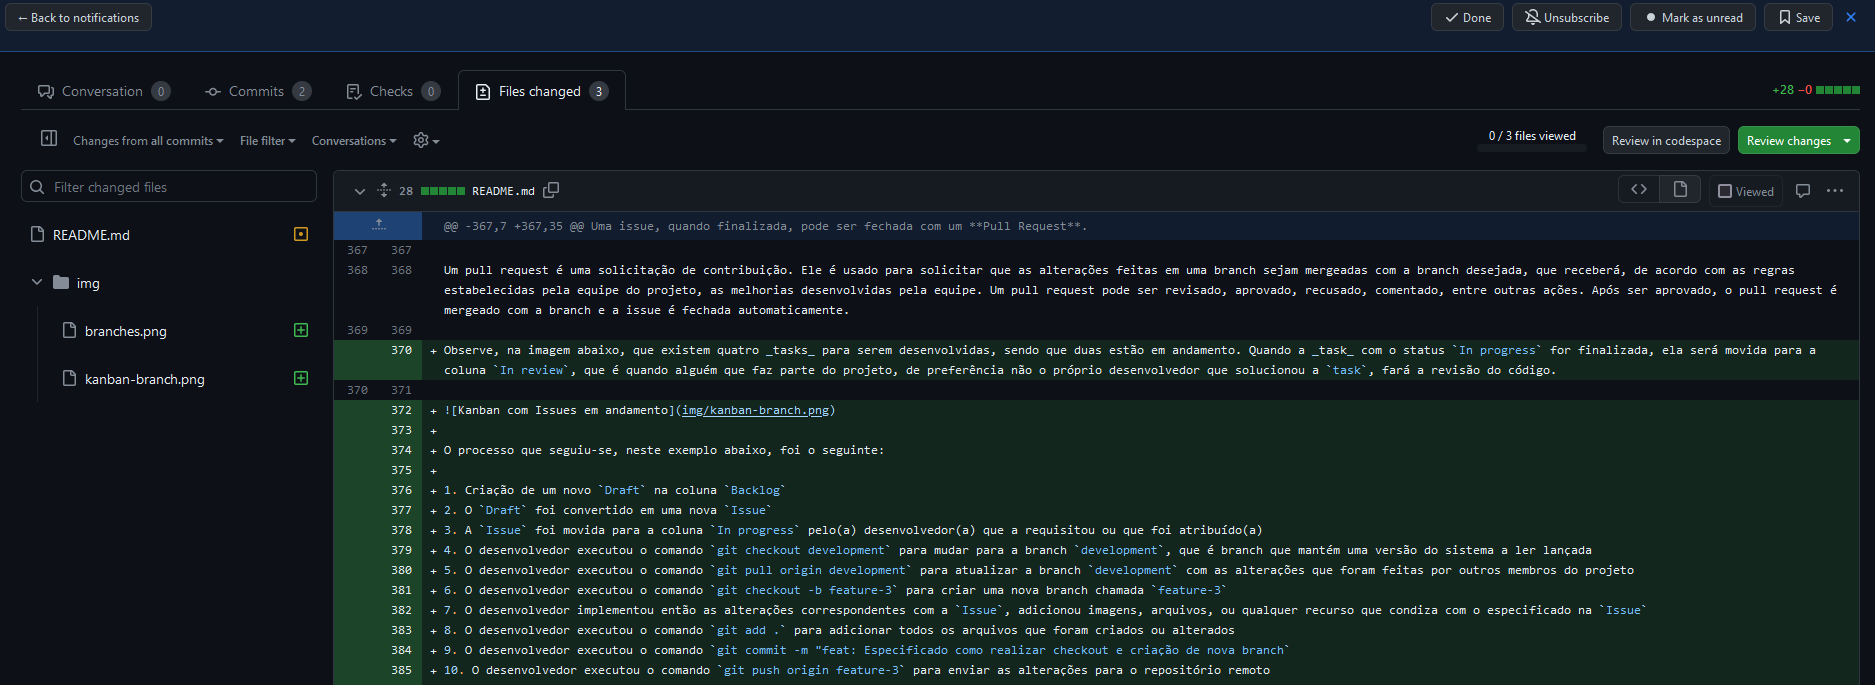 ← Back to notifications
Done
Unsubscribe
Mark as unread
Save
Conversation 0
Commits 2
Checks 0
Files changed 3
+28 −0
Changes from all commits
File filter
Conversations
0 / 3 files viewed
Review in codespace
Review changes
Filter changed files
README.md
img
branches.png
kanban-branch.png
28 README.md
Viewed
@@ -367,7 +367,35 @@ Uma issue, quando finalizada, pode ser fechada com um **Pull Request**.
367 367
368 368 Um pull request é uma solicitação de contribuição. Ele é usado para solicitar que as alterações feitas em uma branch sejam mergeadas com a branch desejada, que receberá, de acordo com as regras
estabelecidas pela equipe do projeto, as melhorias desenvolvidas pela equipe. Um pull request pode ser revisado, aprovado, recusado, comentado, entre outras ações. Após ser aprovado, o pull request é
mergeado com a branch e a issue é fechada automaticamente.
369 369
370 + Observe, na imagem abaixo, que existem quatro _tasks_ para serem desenvolvidas, sendo que duas estão em andamento. Quando a _task_ com o status `In progress` for finalizada, ela será movida para a
coluna `In review`, que é quando alguém que faz parte do projeto, de preferência não o próprio desenvolvedor que solucionou a `task`, fará a revisão do código.
370 371
372 + ![Kanban com Issues em andamento](img/kanban-branch.png)
373 +
374 + O processo que seguiu-se, neste exemplo abaixo, foi o seguinte:
375 +
376 + 1. Criação de um novo `Draft` na coluna `Backlog`
377 + 2. O `Draft` foi convertido em uma nova `Issue`
378 + 3. A `Issue` foi movida para a coluna `In progress` pelo(a) desenvolvedor(a) que a requisitou ou que foi atribuído(a)
379 + 4. O desenvolvedor executou o comando `git checkout development` para mudar para a branch `development`, que é branch que mantém uma versão do sistema a ler lançada
380 + 5. O desenvolvedor executou o comando `git pull origin development` para atualizar a branch `development` com as alterações que foram feitas por outros membros do projeto
381 + 6. O desenvolvedor executou o comando `git checkout -b feature-3` para criar uma nova branch chamada `feature-3`
382 + 7. O desenvolvedor implementou então as alterações correspondentes com a `Issue`, adicionou imagens, arquivos, ou qualquer recurso que condiza com o especificado na `Issue`
383 + 8. O desenvolvedor executou o comando `git add .` para adicionar todos os arquivos que foram criados ou alterados
384 + 9. O desenvolvedor executou o comando `git commit -m "feat: Especificado como realizar checkout e criação de nova branch`
385 + 10. O desenvolvedor executou o comando `git push origin feature-3` para enviar as alterações para o repositório remoto